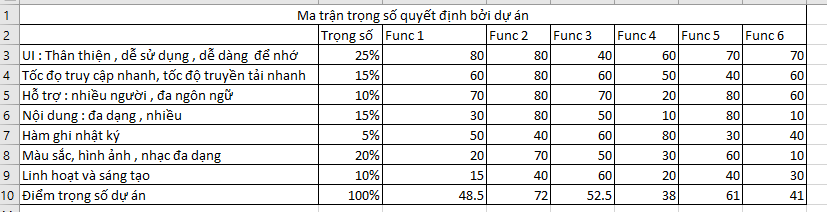 1 Ma trận trọng số quyết định bởi dự án
2 Trọng số Func 1 Func 2 Func 3 Func 4 Func 5 Func 6
3 UI : Thân thiện , dễ sử dụng , dễ dàng để nhớ 25% 80 80 40 60 70 70
4 Tốc đọ truy cập nhanh, tốc độ truyền tải nhanh 15% 60 80 60 50 40 60
5 Hỗ trợ : nhiều người , đa ngôn ngữ 10% 70 80 70 20 80 60
6 Nội dung : đa dạng , nhiều 15% 30 80 50 10 80 10
7 Hàm ghi nhật ký 5% 50 40 60 80 30 40
8 Màu sắc, hình ảnh , nhạc đa dạng 20% 20 70 50 30 60 10
9 Linh hoạt và sáng tạo 10% 15 40 60 20 40 30
10 Điểm trọng số dự án 100% 48.5 72 52.5 38 61 41